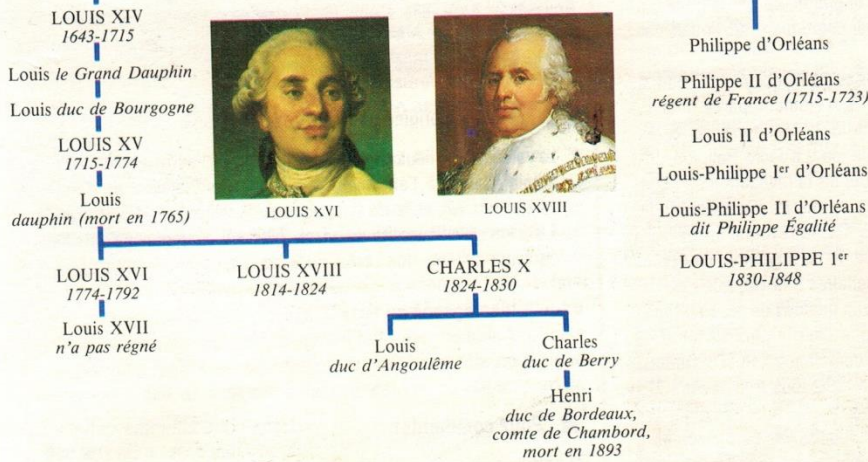 LOUIS XIV
1643-1715
Louis le Grand Dauphin
Louis duc de Bourgogne
LOUIS XV
1715-1774
Louis
dauphin (mort en 1765)
LOUIS XVI
LOUIS XVIII
Philippe d'Orléans
Philippe II d'Orléans
régent de France (1715-1723)
Louis II d'Orléans
Louis-Philippe Ier d'Orléans
Louis-Philippe II d'Orléans
dit Philippe Égalité
LOUIS-PHILIPPE 1er
1830-1848
LOUIS XVI
1774-1792
LOUIS XVIII
1814-1824
CHARLES X
1824-1830
Louis XVII
n'a pas régné
Louis
duc d'Angoulême
Charles
duc de Berry
Henri
duc de Bordeaux,
comte de Chambord,
mort en 1893